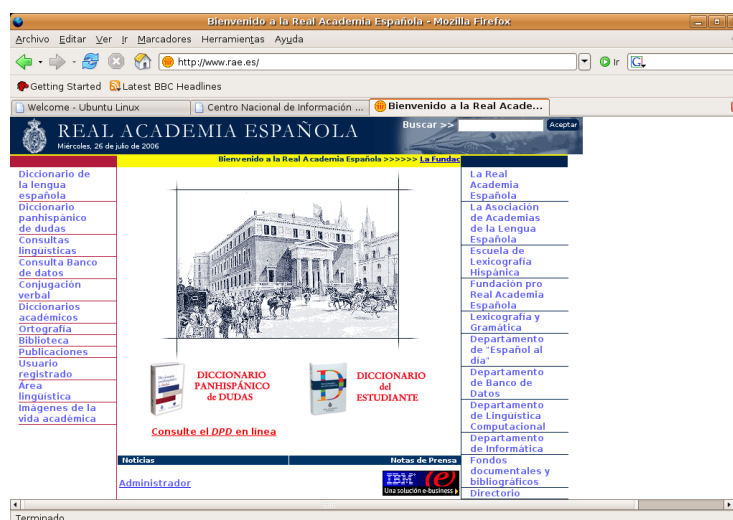 Bienvenido a la Real Academia Española - Mozilla Firefox
Archivo Editar Ver Ir Marcadores Herramientas Ayuda
http://www.rae.es/
Ir
G
Getting Started Latest BBC Headlines
Welcome - Ubuntu Linux
Centro Nacional de Información ...
Bienvenido a la Real Acade...
REAL ACADEMIA ESPAÑOLA
Miércoles, 26 de julio de 2006
Buscar >>
Aceptar
Bienvenido a la Real Academia Española >>>>>> La Fundac
Diccionario de
la lengua
española
Diccionario
panhispánico
de dudas
Consultas
lingüísticas
Consulta Banco
de datos
Conjugación
verbal
Diccionarios
académicos
Ortografía
Biblioteca
Publicaciones
Usuario
registrado
Área
lingüística
Imágenes de la
vida académica
DICCIONARIO
PANHISPÁNICO
de DUDAS
DICCIONARIO
del
ESTUDIANTE
Consulte el DPD en línea
Noticias
Notas de Prensa
Administrador
IBM
Una solución e-business
La Real
Academia
Española
La Asociación
de Academias
de la Lengua
Española
Escuela de
Lexicografía
Hispánica
Fundación pro
Real Academia
Española
Lexicografía y
Gramática
Departamento
de "Español al
día"
Departamento
de Banco de
Datos
Departamento
de Lingüística
Computacional
Departamento
de Informática
Fondos
documentales y
bibliográficos
Directorio
Terminado